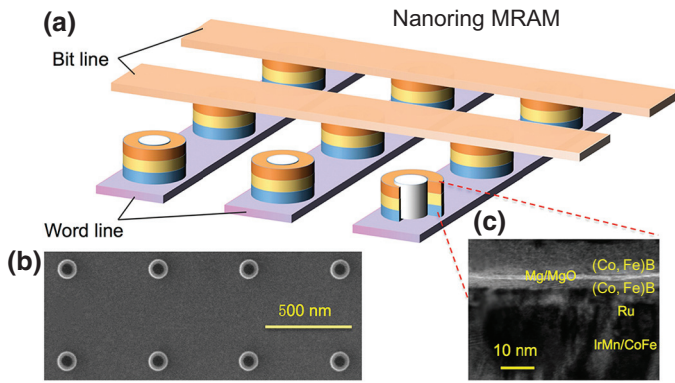 (a)
Nanoring MRAM
Bit line
Word line
(b)
500 nm
(c)
(Co, Fe)B
Mg/MgO
(Co, Fe)B
Ru
IrMn/CoFe
10 nm